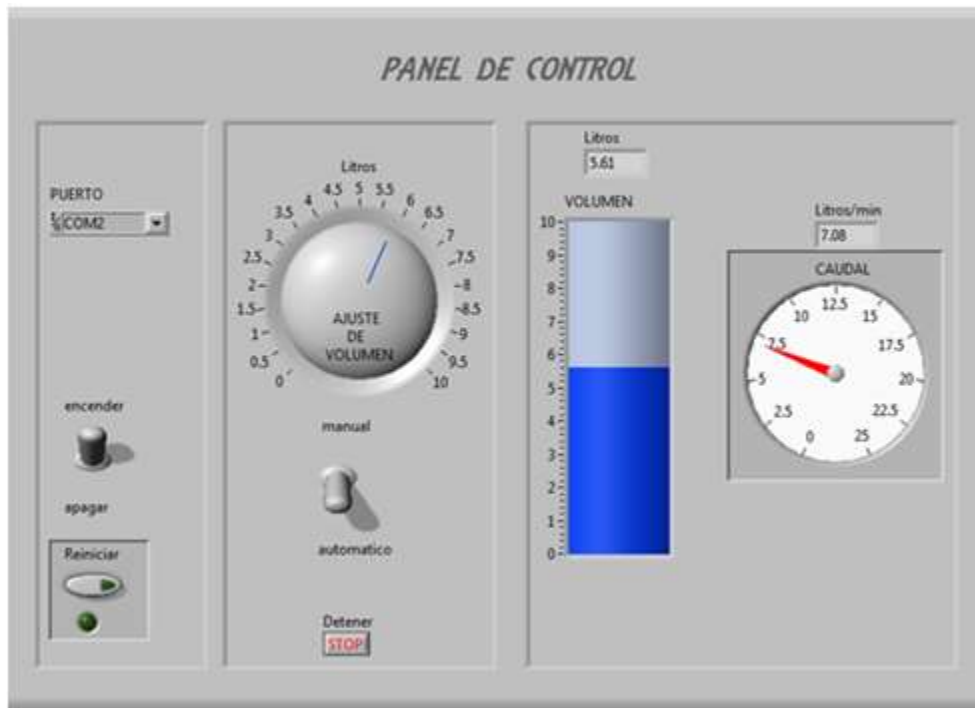 PANEL DE CONTROL
PUERTO
COM2
encender
apagar
Reiniciar
Litros
0
0.5
1
1.5
2
2.5
3
3.5
4
4.5
5
5.5
6
6.5
7
7.5
8
8.5
9
9.5
10
AJUSTE
DE
VOLUMEN
manual
automatico
Detener
STOP
Litros
5.61
VOLUMEN
10
9
8
7
6
5
4
3
2
1
0
Litros/min
7.08
CAUDAL
0
2.5
5
7.5
10
12.5
15
17.5
20
22.5
25